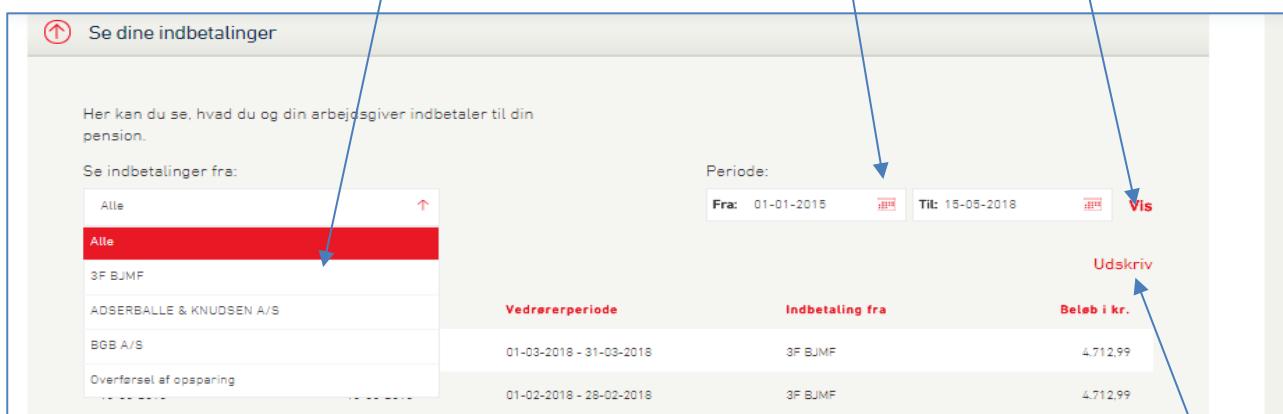 Se dine indbetalinger
Her kan du se, hvad du og din arbejdsgiver indbetaler til din
pension.
Se indbetalinger fra:
Periode:
Alle
Fra: 01-01-2015
Til: 15-05-2018
Vis
Alle
Udskriv
3F BJMF
ADSERBALLE & KNUDSEN A/S
BGB A/S
Overførsel af opsparing
Vedrørerperiode Indbetaling fra Beløb i kr.
01-03-2018 - 31-03-2018 3F BJMF 4.712,99
01-02-2018 - 28-02-2018 3F BJMF 4.712,99